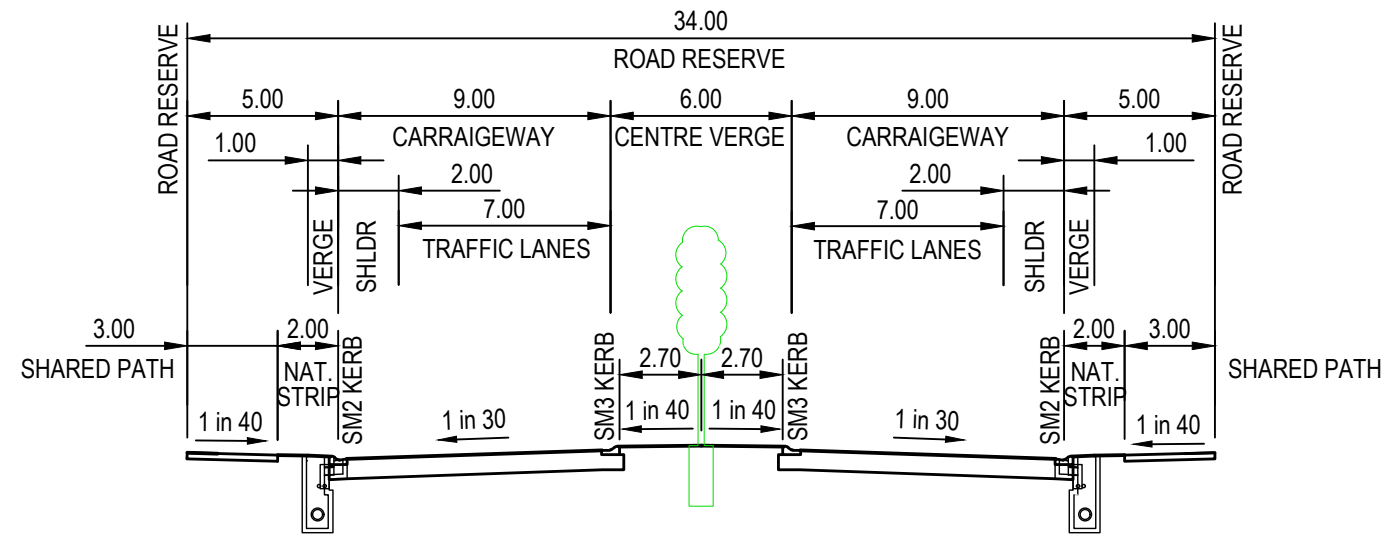 34.00
ROAD RESERVE
ROAD RESERVE
ROAD RESERVE
5.00 9.00 6.00 9.00 5.00
CARRAIGEWAY CENTRE VERGE CARRAIGEWAY
1.00 1.00
2.00 2.00
7.00 7.00
TRAFFIC LANES TRAFFIC LANES
VERGE SHLDR SHLDR VERGE
3.00 2.00 2.70 2.70 2.00 3.00
SHARED PATH NAT. NAT. SHARED PATH
STRIP STRIP
SM2 KERB SM3 KERB SM3 KERB SM2 KERB
1 in 40 1 in 30 1 in 40 1 in 40 1 in 30 1 in 40